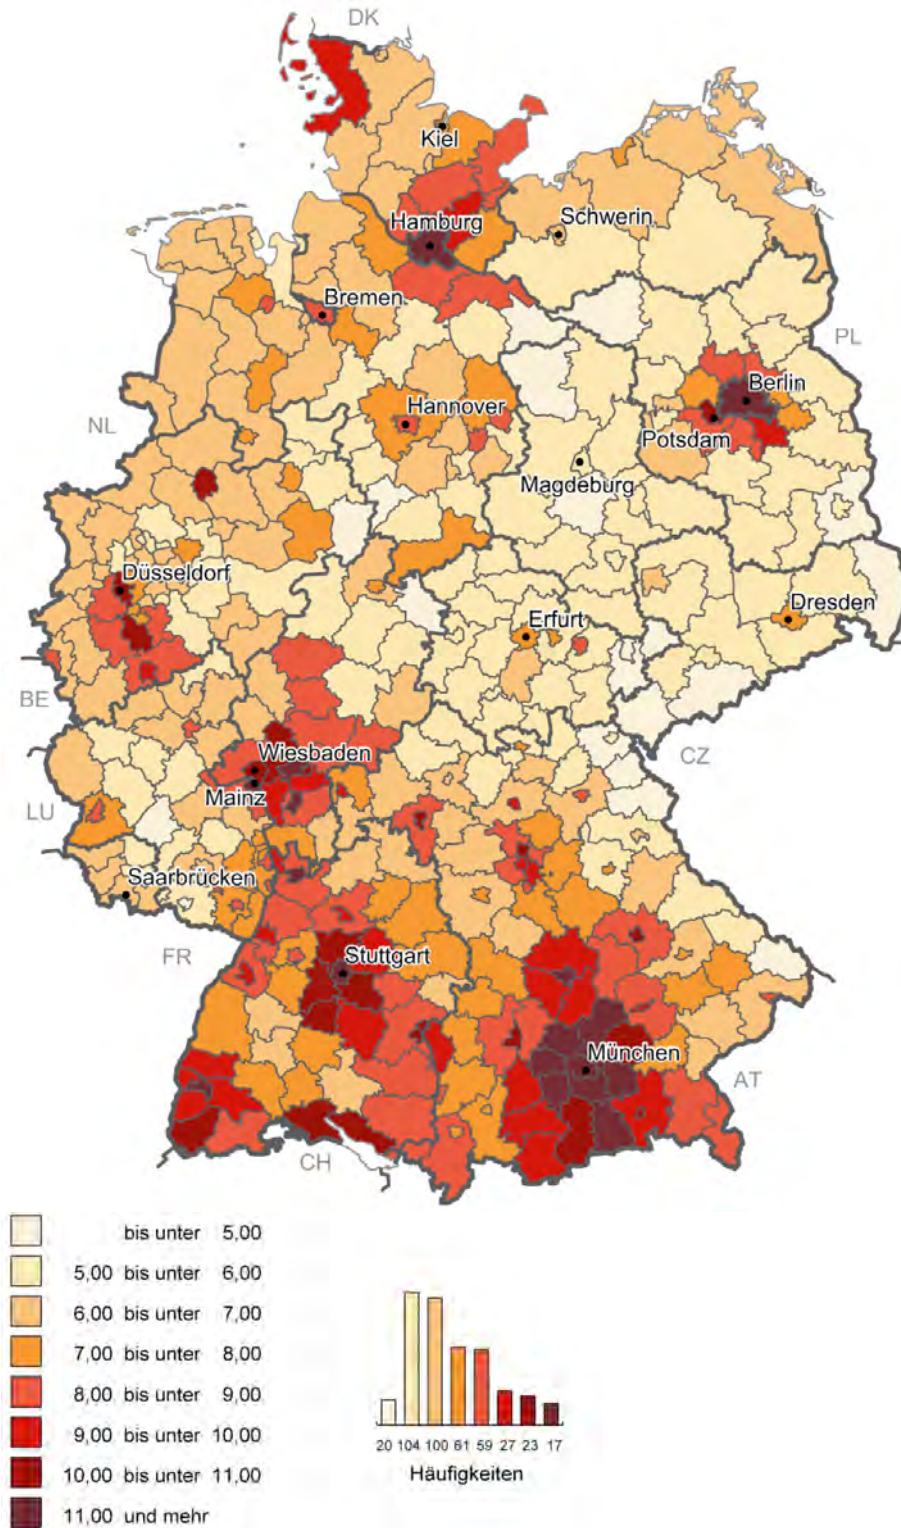 DK
Kiel
Hamburg
Schwerin
Bremen
PL
Berlin
Hannover
NL
Potsdam
Magdeburg
Düsseldorf
Dresden
Erfurt
BE
Wiesbaden
CZ
Mainz
LU
Saarbrücken
FR
Stuttgart
München
AT
CH
bis unter 5,00
5,00 bis unter 6,00
6,00 bis unter 7,00
7,00 bis unter 8,00
8,00 bis unter 9,00
9,00 bis unter 10,00
10,00 bis unter 11,00
11,00 und mehr
20 104 100 61 59 27 23 17
Häufigkeiten